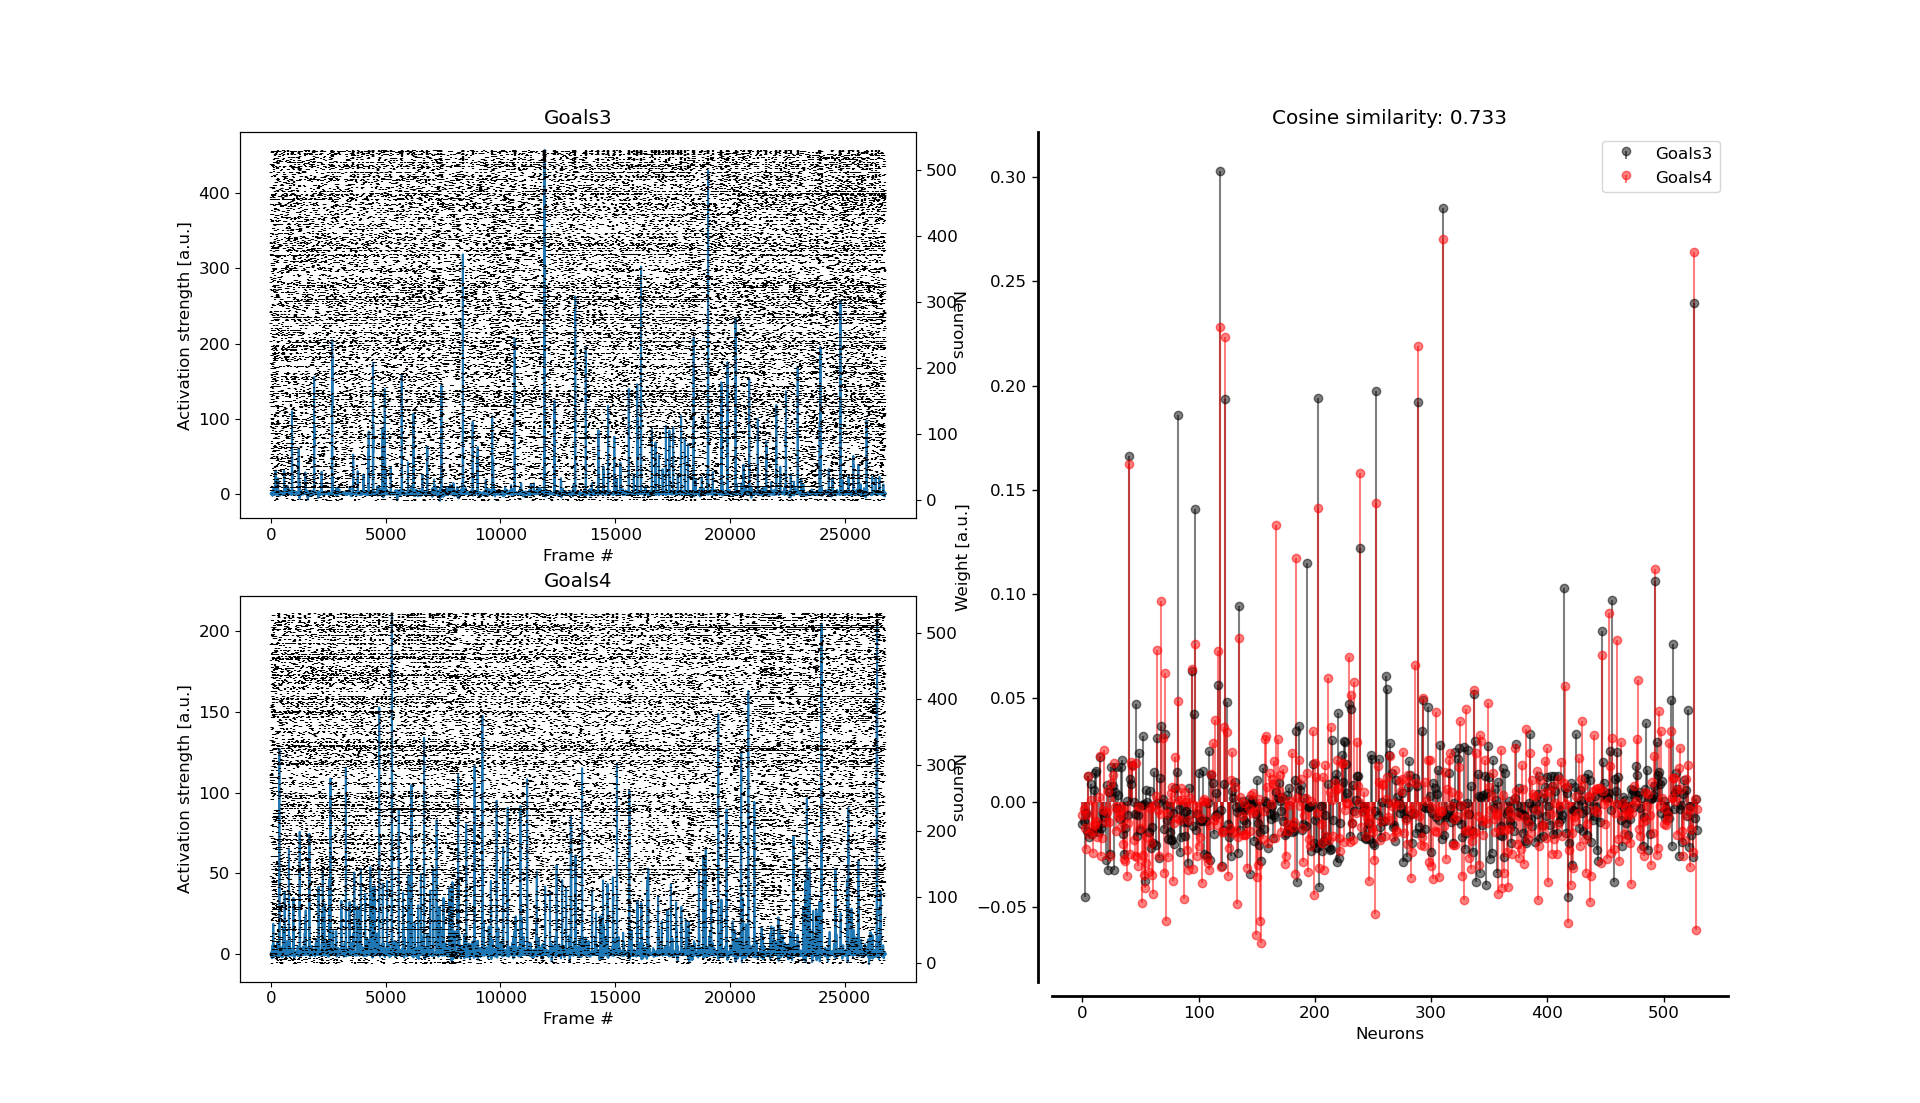 Goals3
400
300
200
100
0
Activation strength [a.u.]
500
400
300
200
100
0
Neurons
0 5000 10000 15000 20000 25000
Frame #
Goals4
200
150
100
50
0
Activation strength [a.u.]
500
400
300
200
100
0
Neurons
0 5000 10000 15000 20000 25000
Frame #
Cosine similarity: 0.733
Goals3
Goals4
0.30
0.25
0.20
0.15
0.10
0.05
0.00
−0.05
Weight [a.u.]
0 100 200 300 400 500
Neurons